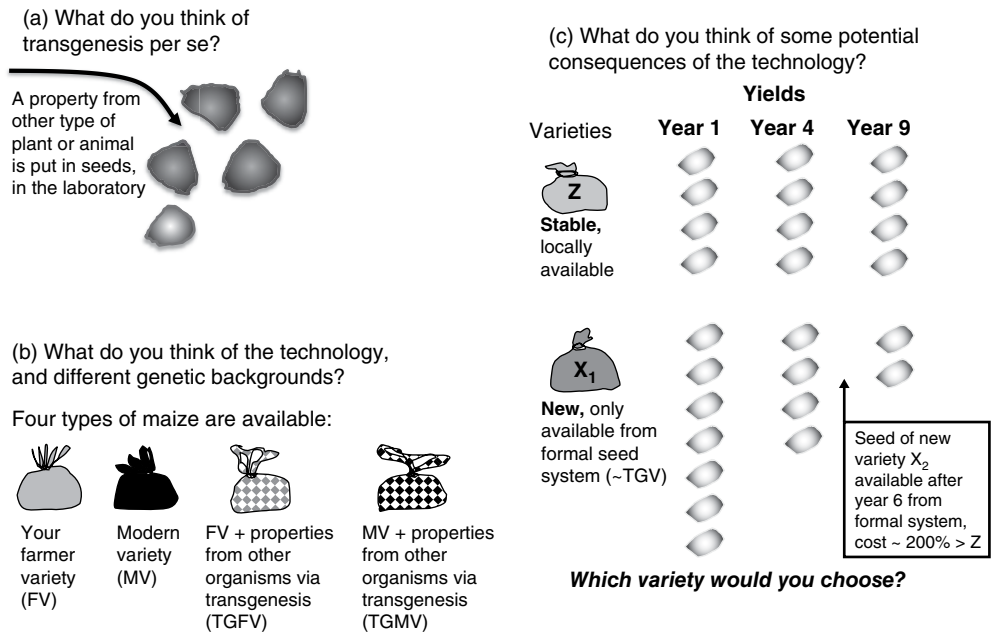 (a) What do you think of
transgenesis per se?
A property from
other type of
plant or animal
is put in seeds,
in the laboratory
(b) What do you think of the technology,
and different genetic backgrounds?
Four types of maize are available:
Your
farmer
variety
(FV)
Modern
variety
(MV)
FV + properties
from other
organisms via
transgenesis
(TGFV)
MV + properties
from other
organisms via
transgenesis
(TGMV)
(c) What do you think of some potential
consequences of the technology?
Yields
Varieties Year 1 Year 4 Year 9
Z
Stable,
locally
available
X1
New, only
available from
formal seed
system (~TGV)
Seed of new
variety X2
available after
year 6 from
formal system,
cost ~ 200% > Z
Which variety would you choose?